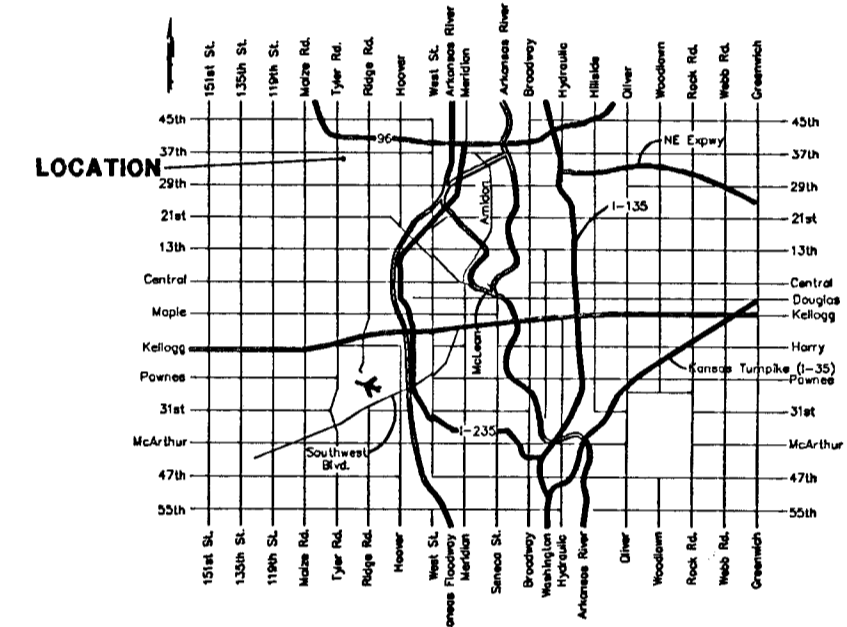 151st St.
135th St.
119th St.
Maize Rd.
Tyler Rd.
Ridge Rd.
Hoover
West St.
Arkansas River
Meridian
Arkansas River
Broadway
Hydraulic
Hillside
Oliver
Woodlawn
Rock Rd.
Webb Rd.
Greenwich
45th
45th
96
NE Expwy
37th
37th
LOCATION
29th
29th
Amidon
I-135
21st
21st
13th
13th
Central
Central
Douglas
Maple
Kellogg
McLean
Kellogg
Harry
Kansas Turnpike (I-35)
Pawnee
Pawnee
31st
31st
I-235
McArthur
McArthur
Southwest
Blvd.
47th
47th
55th
55th
151st St.
135th St.
119th St.
Maize Rd.
Tyler Rd.
Ridge Rd.
Hoover
West St.
ansas Floodway
Meridian
Seneca St.
Broadway
Washington
Hydraulic
Arkansas River
Oliver
Woodlawn
Rock Rd.
Webb Rd.
Greenwich